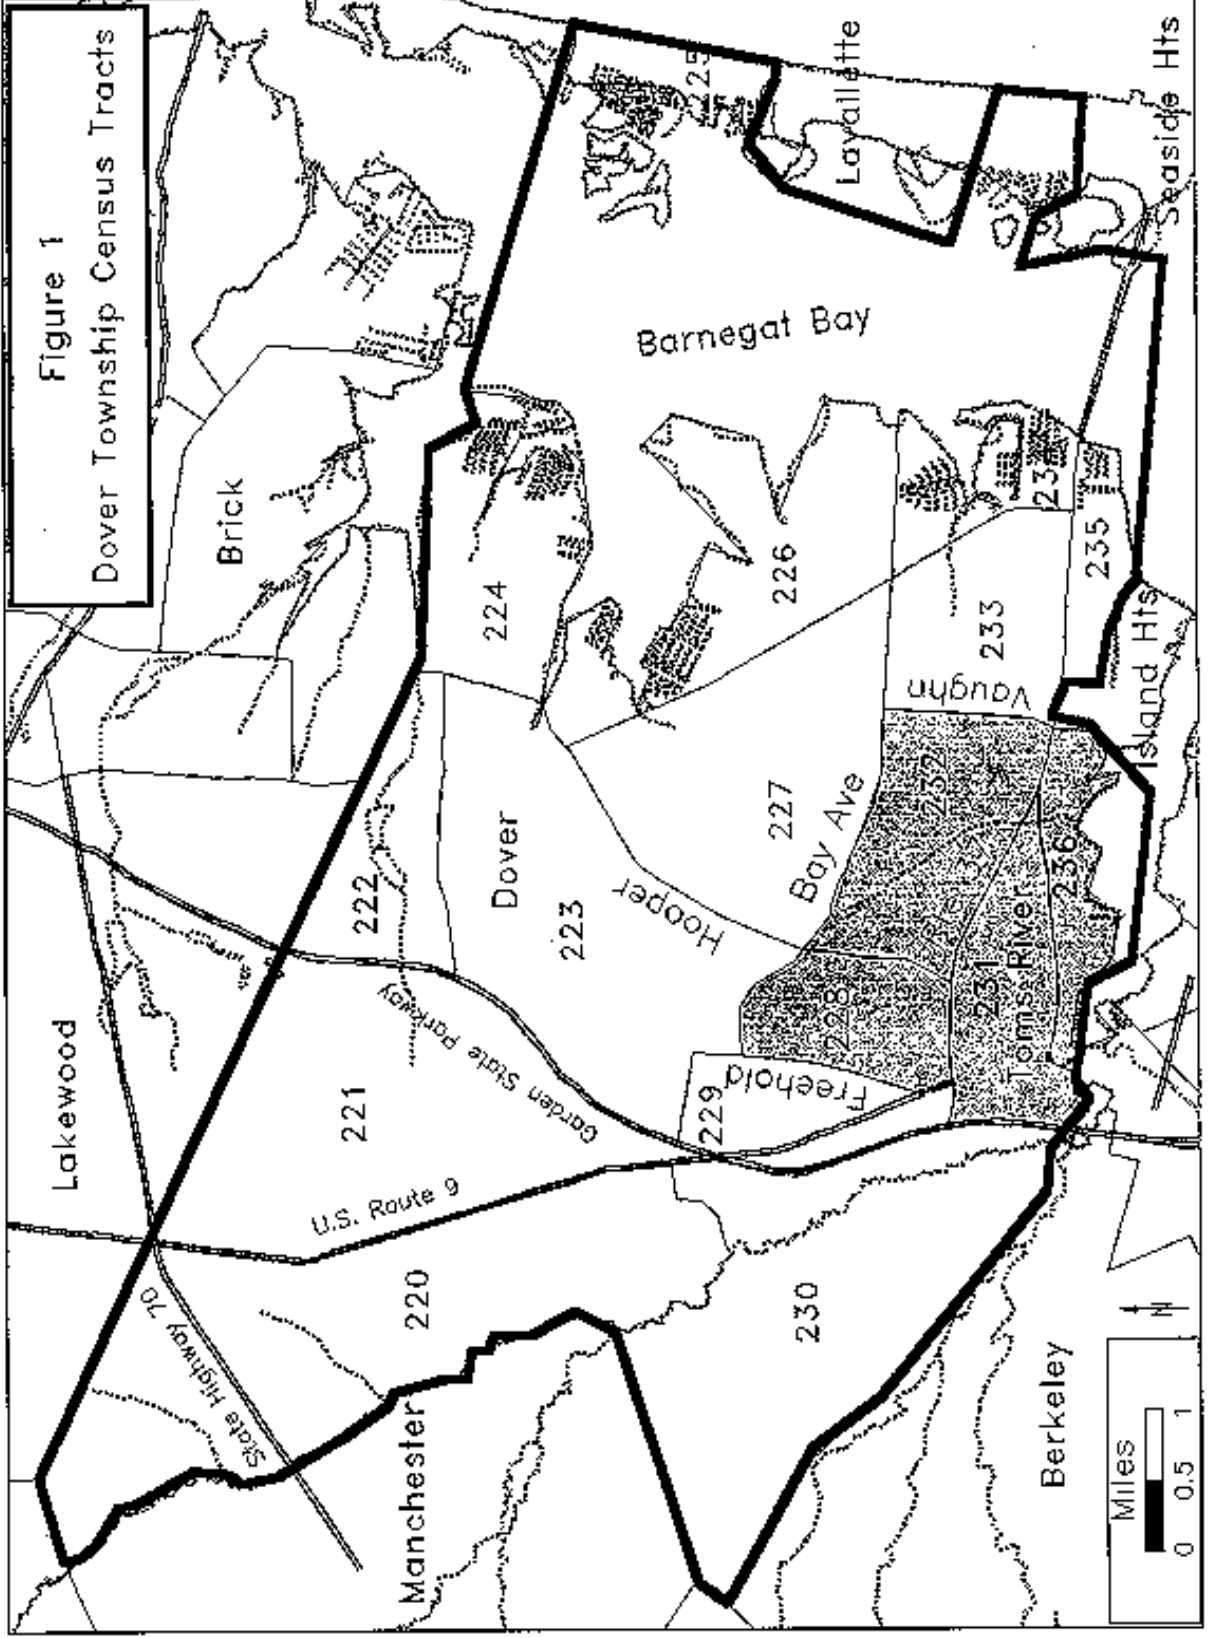 Figure 1
Dover Township Census Tracts
Lakewood
Brick
State Highway 70
U.S. Route 9
Garden State Parkway
220
221
222
Dover
223
224
225
Lavallette
Seaside Hts
Barnegat Bay
226
227
Hooper
Bay Ave
Vaughn
228
229
Freehold
230
231
232
233
235
236
Toms River
Island Hts
Manchester
Berkeley
Miles
0 0.5 1
N